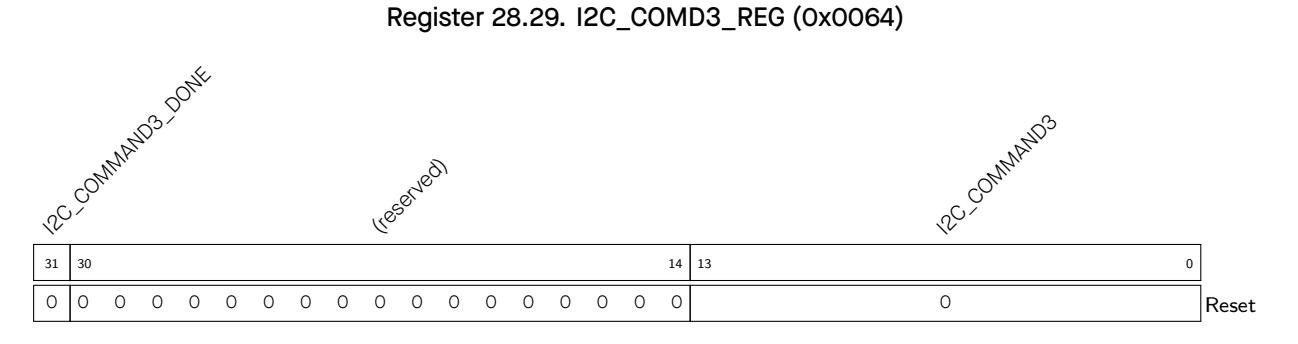 Register 28.29. I2C_COMD3_REG (0x0064)
I2C_COMMAND3_DONE
(reserved)
I2C_COMMAND3
31 30 14 13 0
0 0 0 0 0 0 0 0 0 0 0 0 0 0 0 0 0 0 0 Reset